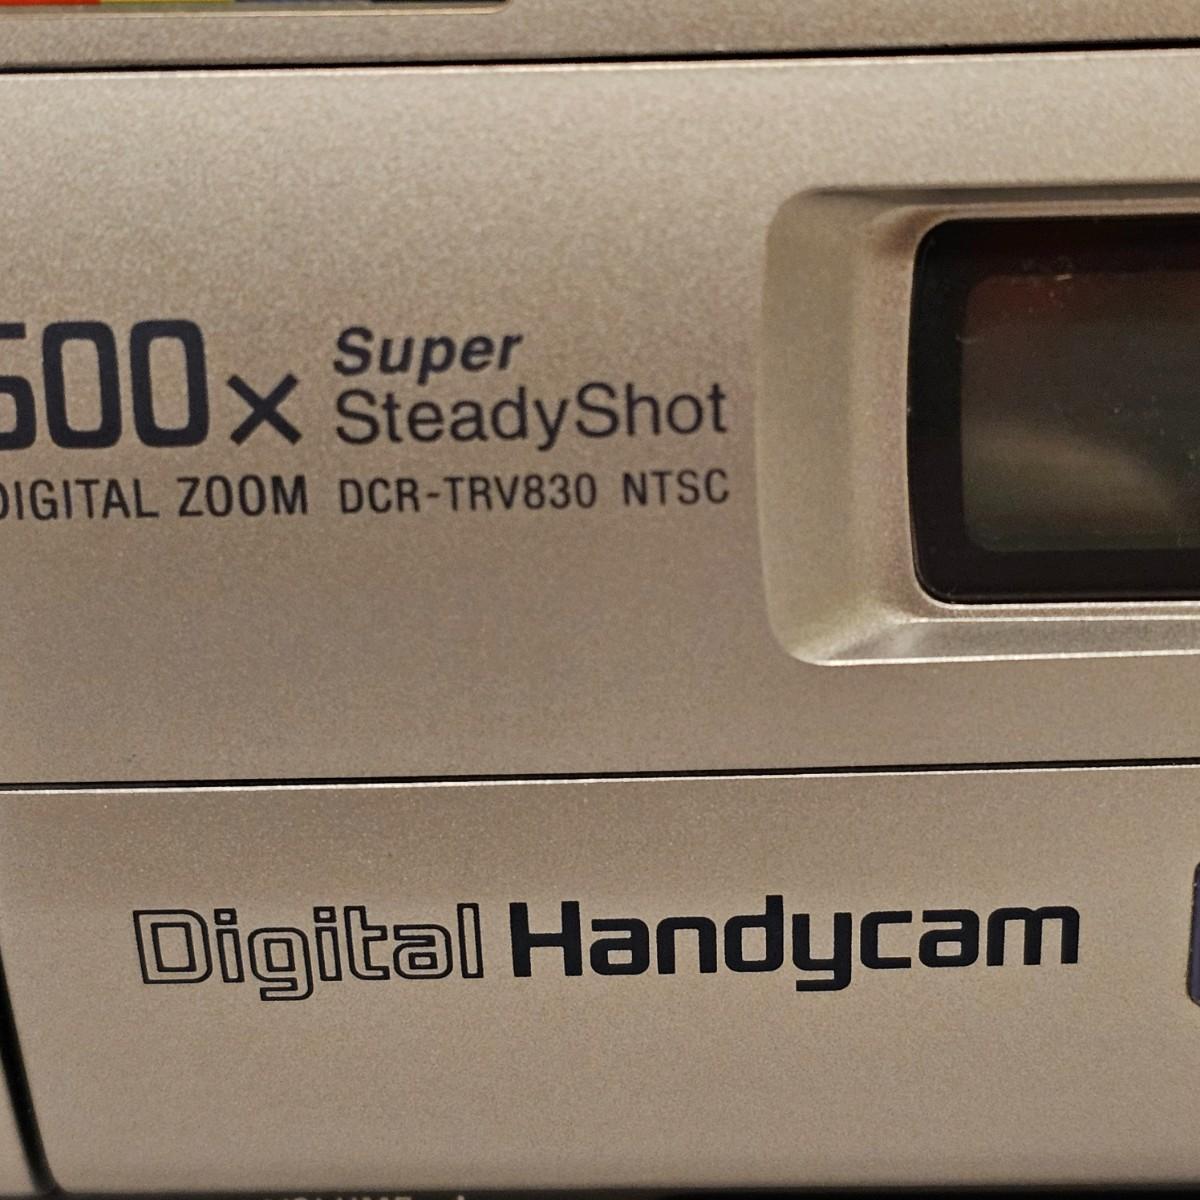 500x Super
SteadyShot
DIGITAL ZOOM DCR-TRV830 NTSC
Digital Handycam